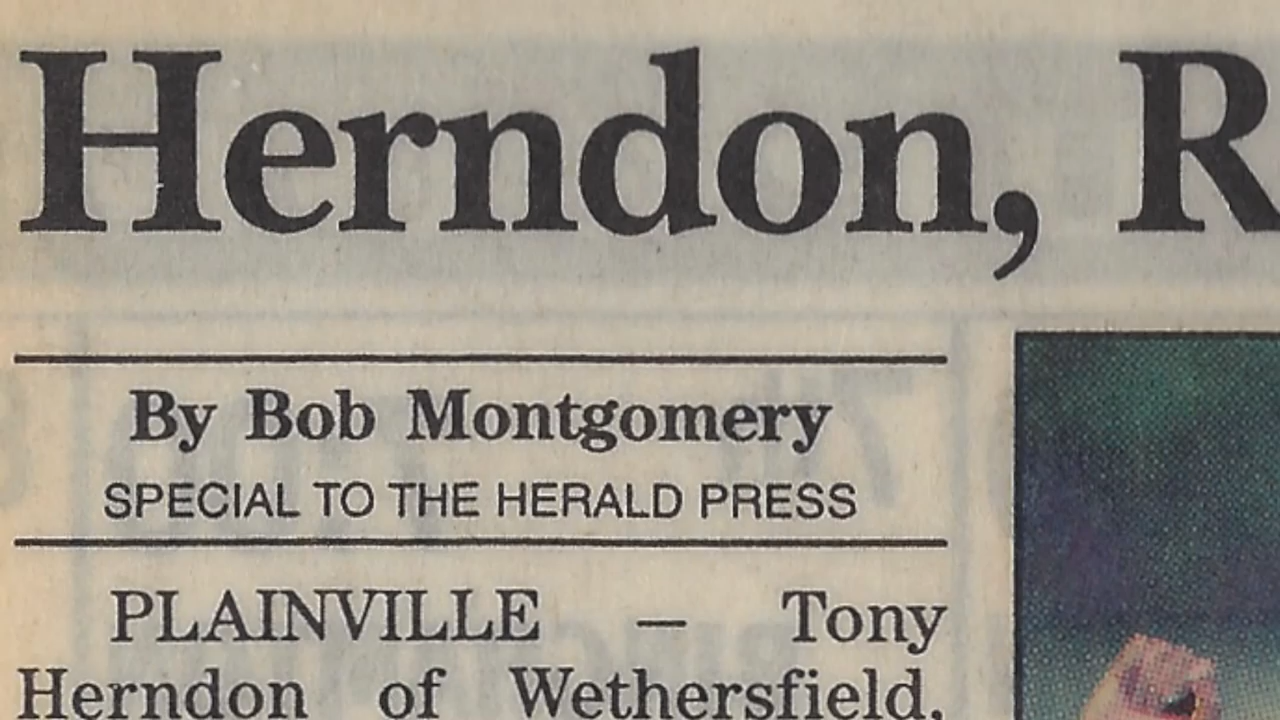 Herndon, R
By Bob Montgomery
SPECIAL TO THE HERALD PRESS
PLAINVILLE — Tony
Herndon of Wethersfield,